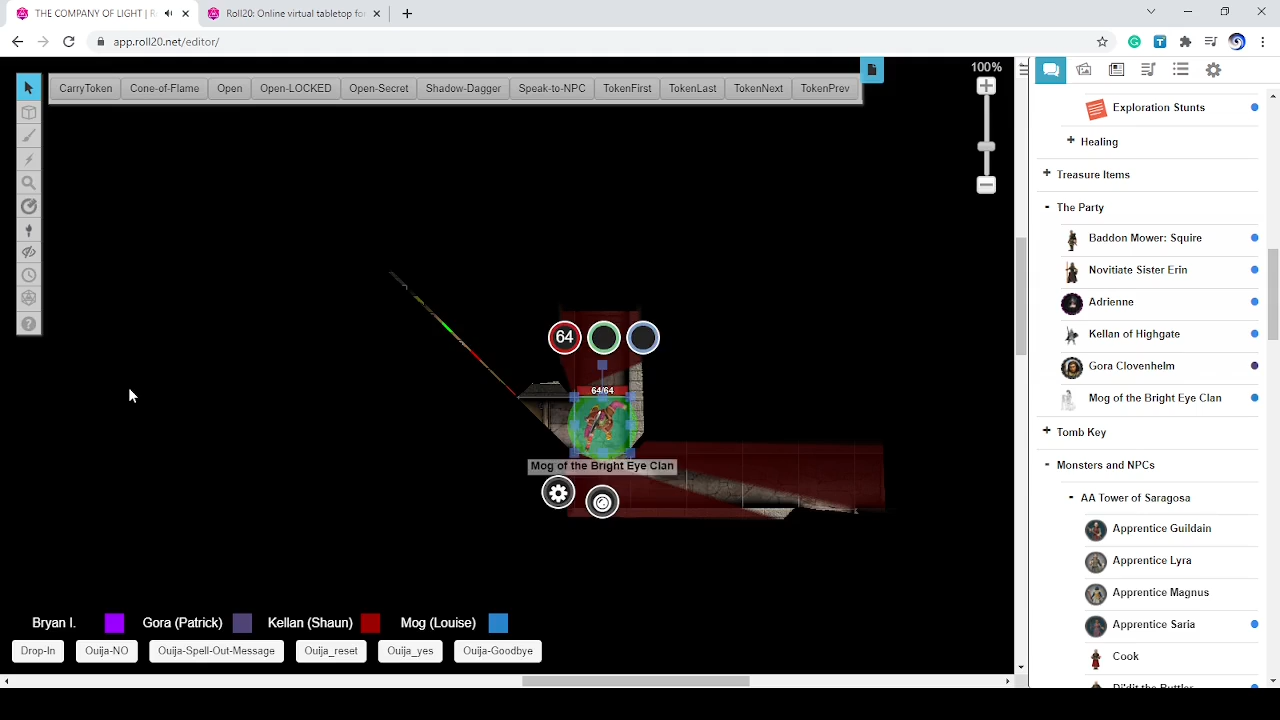 THE COMPANY OF LIGHT | R
Roll20: Online virtual tabletop fo
app.roll20.net/editor/
CarryToken Cone-of-Flame Open Open-LOCKED Open-Secret Shadow-Dagger Speak-to-NPC TokenFirst TokenLast TokenNext TokenPrev
100%
Exploration Stunts
Healing
Treasure Items
The Party
Baddon Mower: Squire
Novitiate Sister Erin
Adrienne
Kellan of Highgate
Gora Clovenhelm
Mog of the Bright Eye Clan
Tomb Key
Monsters and NPCs
AA Tower of Saragosa
Apprentice Guildain
Apprentice Lyra
Apprentice Magnus
Apprentice Saria
Cook
64
64/64
Mog of the Bright Eye Clan
Bryan I. Gora (Patrick) Kellan (Shaun) Mog (Louise)
Drop-In Ouija-NO Ouija-Spell-Out-Message Ouija_reset Ouija_yes Ouija-Goodbye